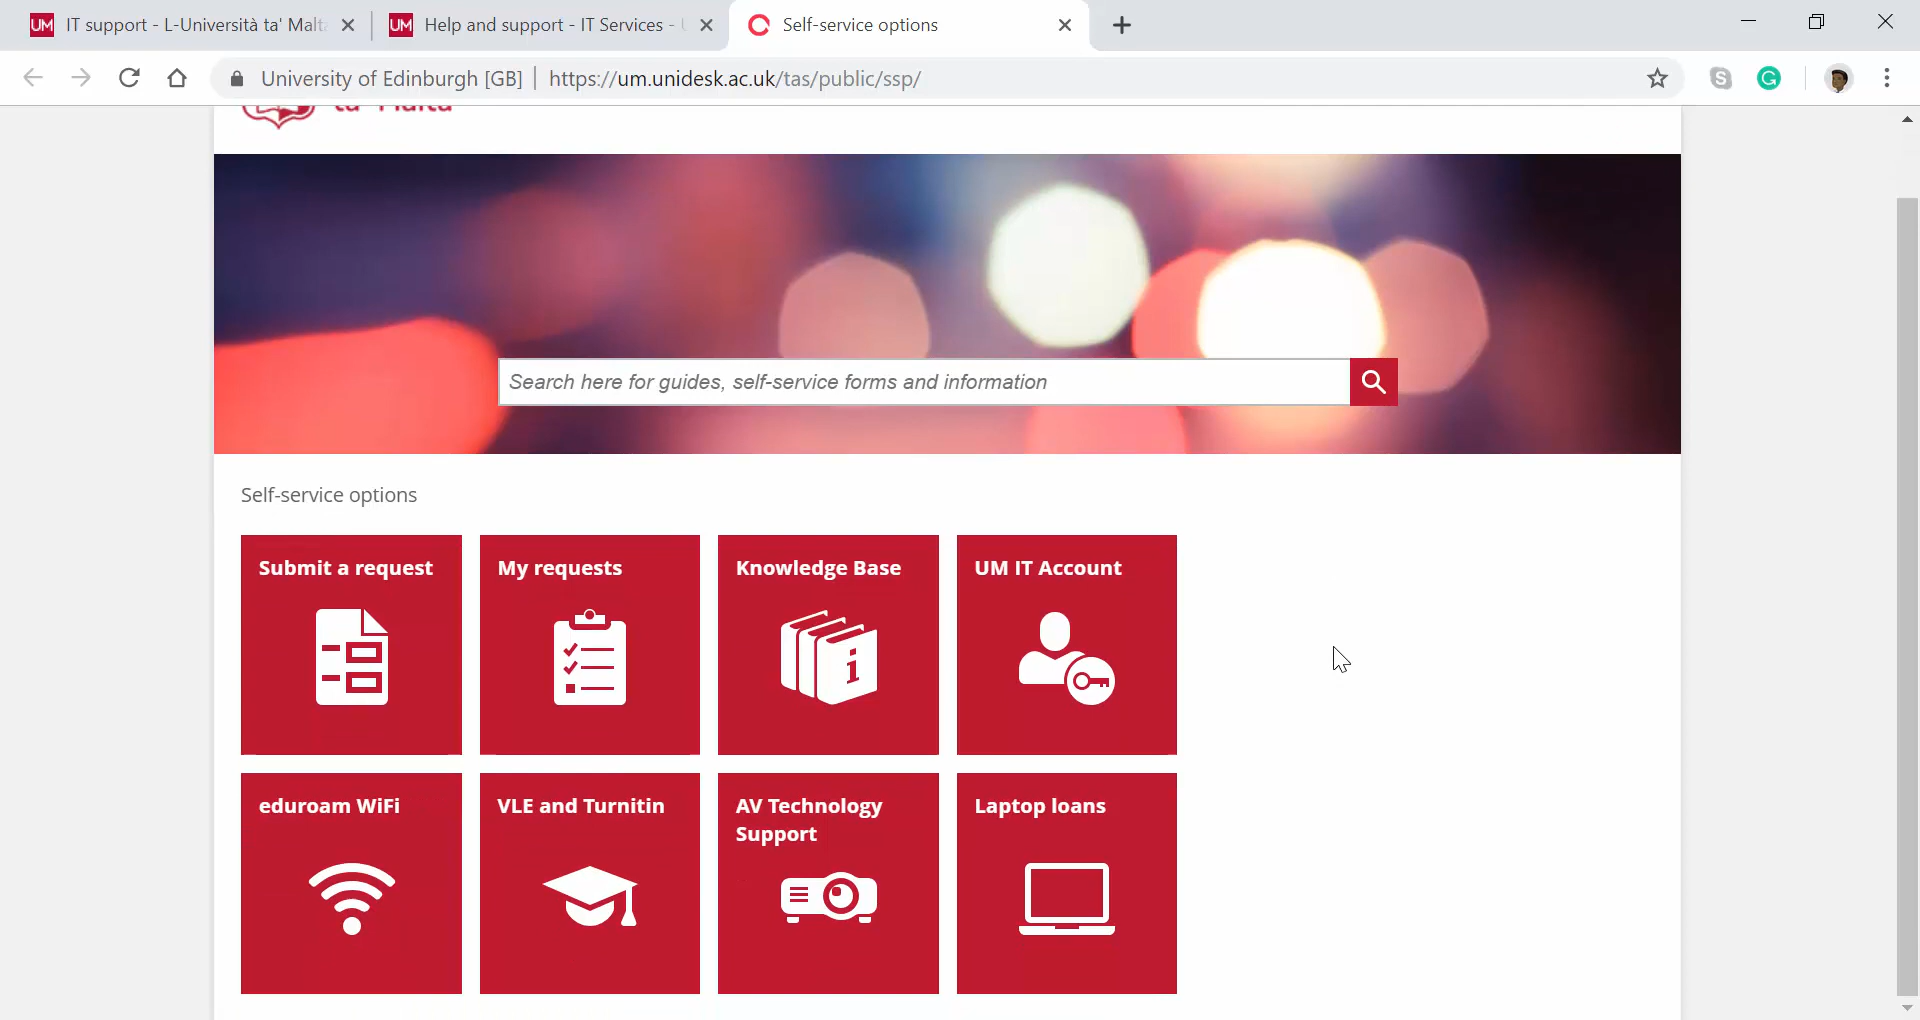 IT support - L-Università ta' Malt
Help and support - IT Services -
Self-service options
University of Edinburgh [GB] https://um.unidesk.ac.uk/tas/public/ssp/
ta' Malta
Search here for guides, self-service forms and information
Self-service options
Submit a request
My requests
Knowledge Base
UM IT Account
eduroam WiFi
VLE and Turnitin
AV Technology
Support
Laptop loans